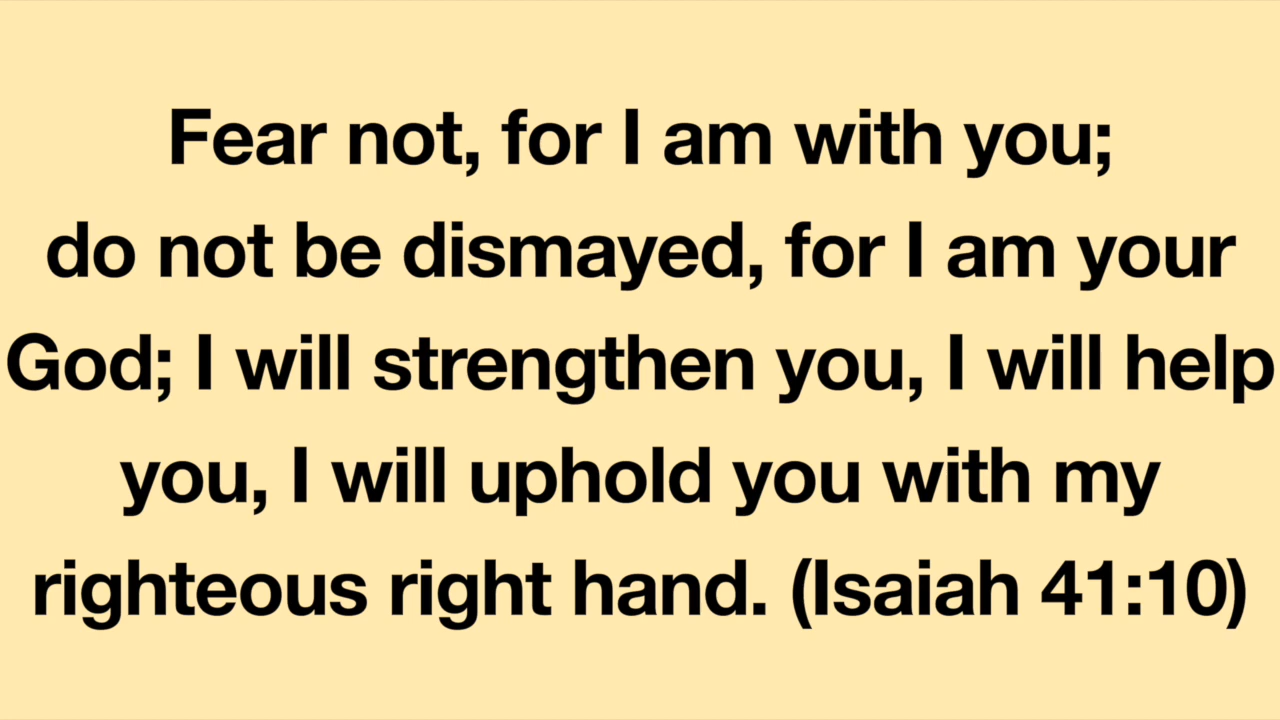 Fear not, for I am with you;
do not be dismayed, for I am your
God; I will strengthen you, I will help
you, I will uphold you with my
righteous right hand. (Isaiah 41:10)